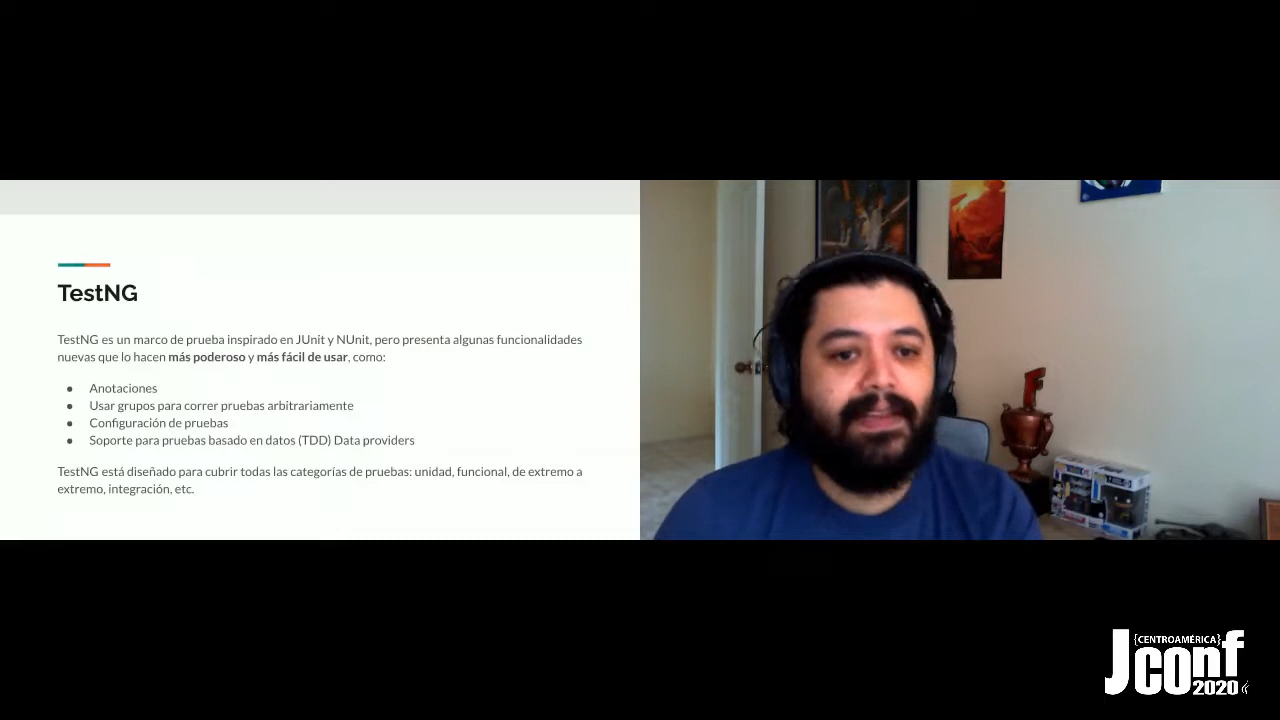 TestNG
TestNG es un marco de prueba inspirado en JUnit y NUnit, pero presenta algunas funcionalidades
nuevas que lo hacen más poderoso y más fácil de usar, como:
● Anotaciones
● Usar grupos para correr pruebas arbitrariamente
● Configuración de pruebas
● Soporte para pruebas basado en datos (TDD) Data providers
TestNG está diseñado para cubrir todas las categorías de pruebas: unidad, funcional, de extremo a
extremo, integración, etc.
F
{CENTROAMÉRICA}
Jconf
2020